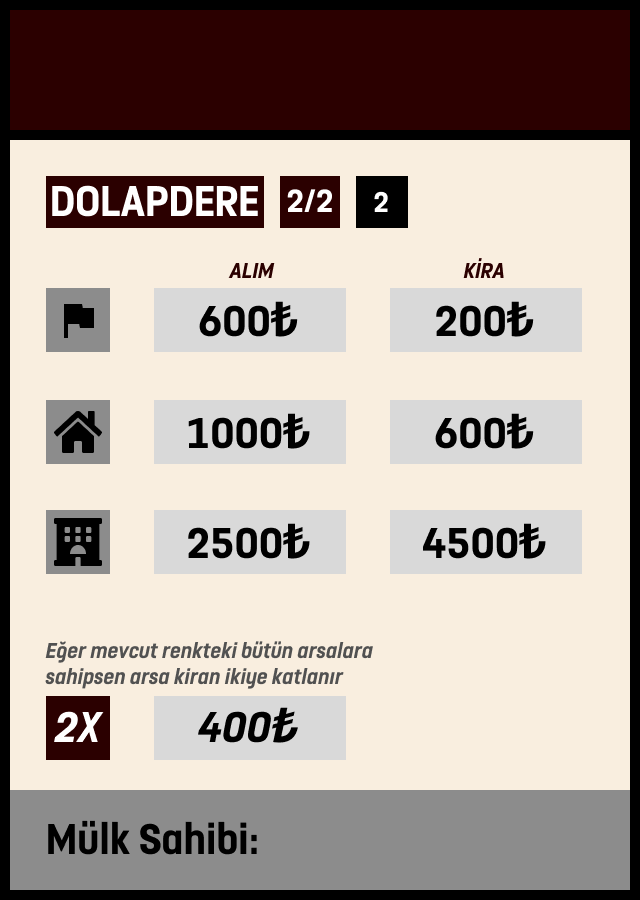 DOLAPDERE 2/2 2
ALIM KİRA
600₺ 200₺
1000₺ 600₺
2500₺ 4500₺
Eğer mevcut renkteki bütün arsalara
sahipsen arsa kiran ikiye katlanır
2X 400₺
Mülk Sahibi: